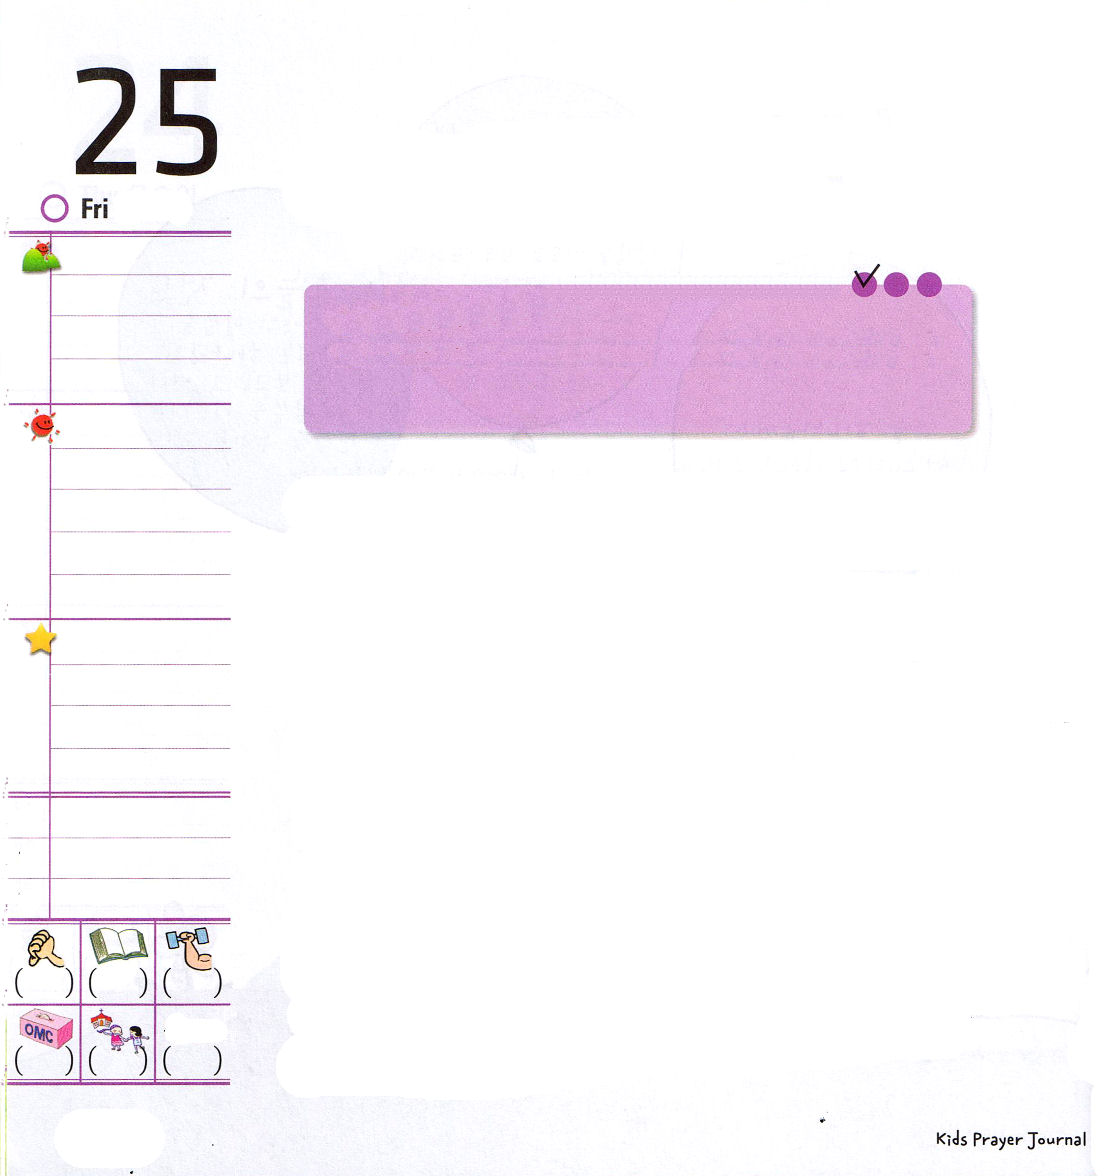 25
Fri
( ) ( ) ( )
OMC
( ) ( ) ( )
Kids Prayer Journal